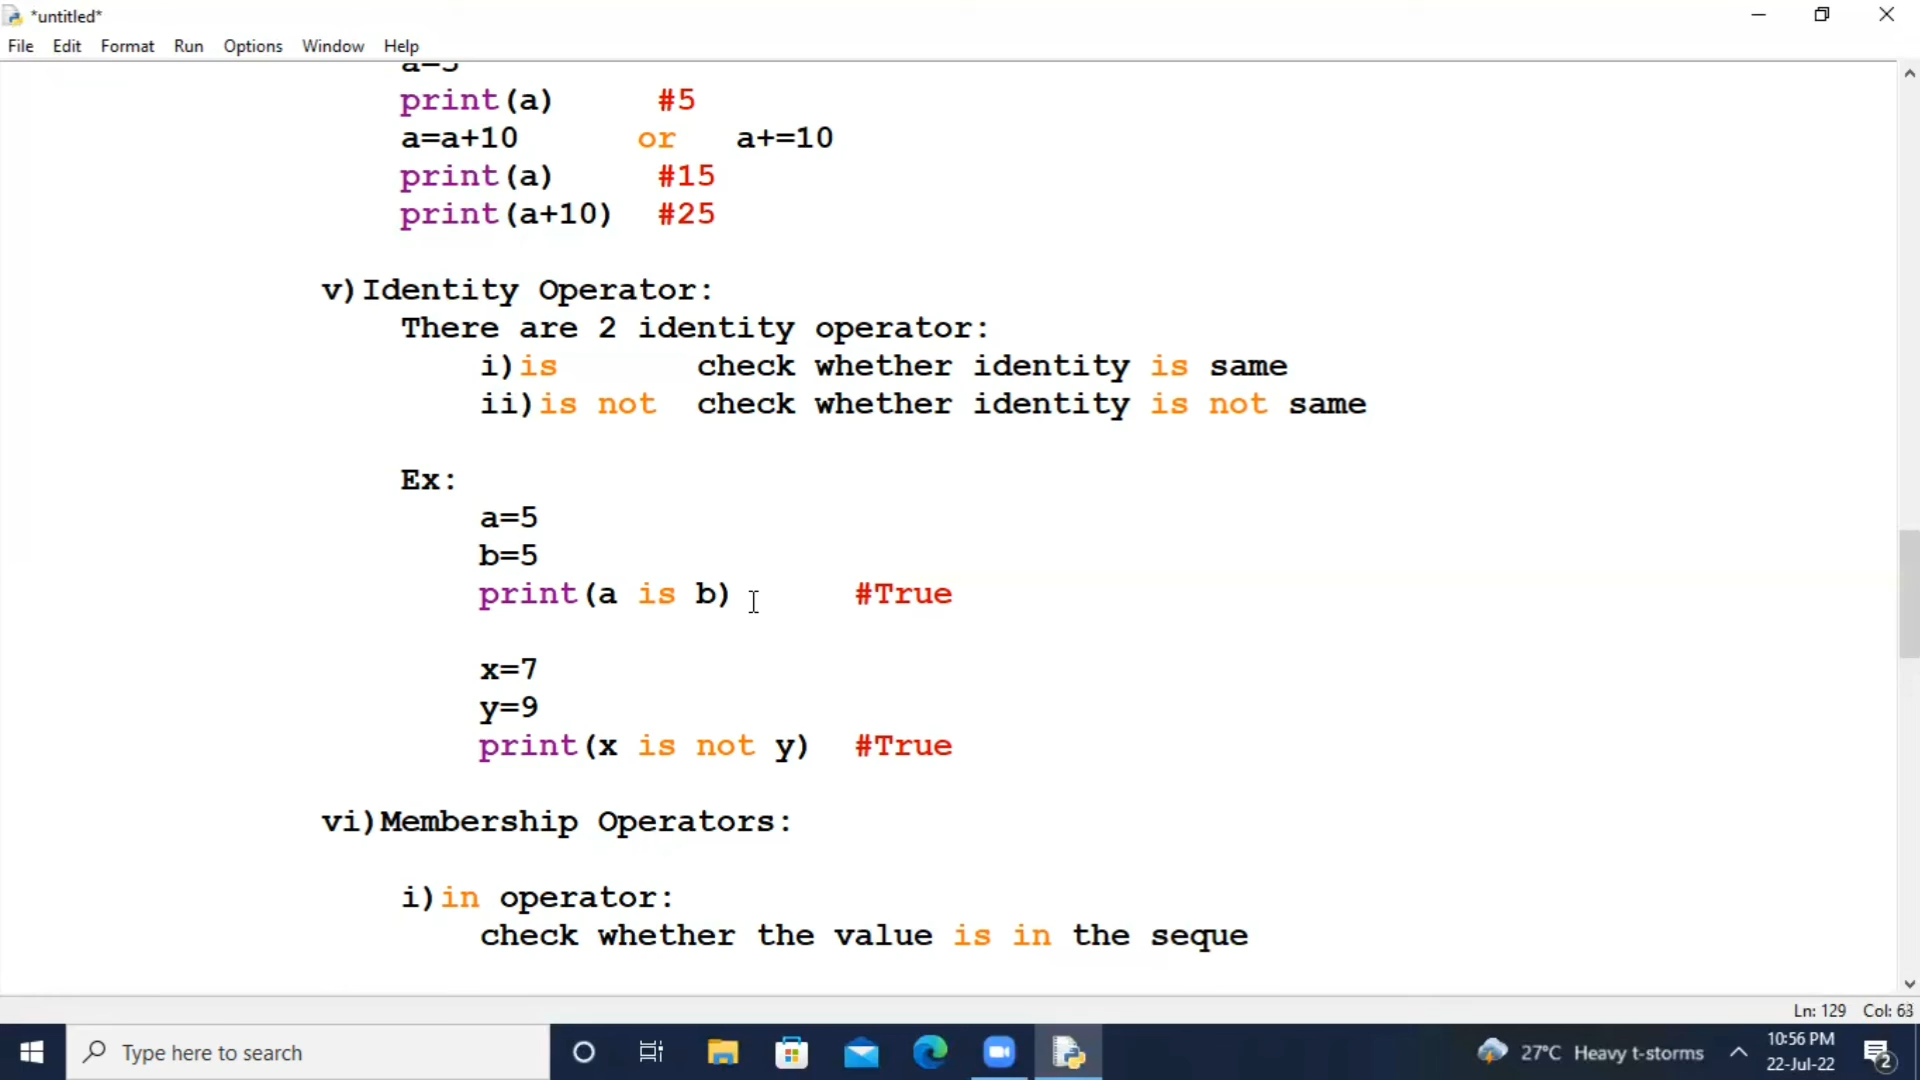 *untitled*
File Edit Format Run Options Window Help
a=5
print(a) #5
a=a+10 or a+=10
print(a) #15
print(a+10) #25
v)Identity Operator:
There are 2 identity operator:
i)is check whether identity is same
ii)is not check whether identity is not same
Ex:
a=5
b=5
print(a is b) #True
x=7
y=9
print(x is not y) #True
vi)Membership Operators:
i)in operator:
check whether the value is in the seque
Ln: 129 Col: 63
Type here to search
27°C Heavy t-storms
10:56 PM
22-Jul-22
2